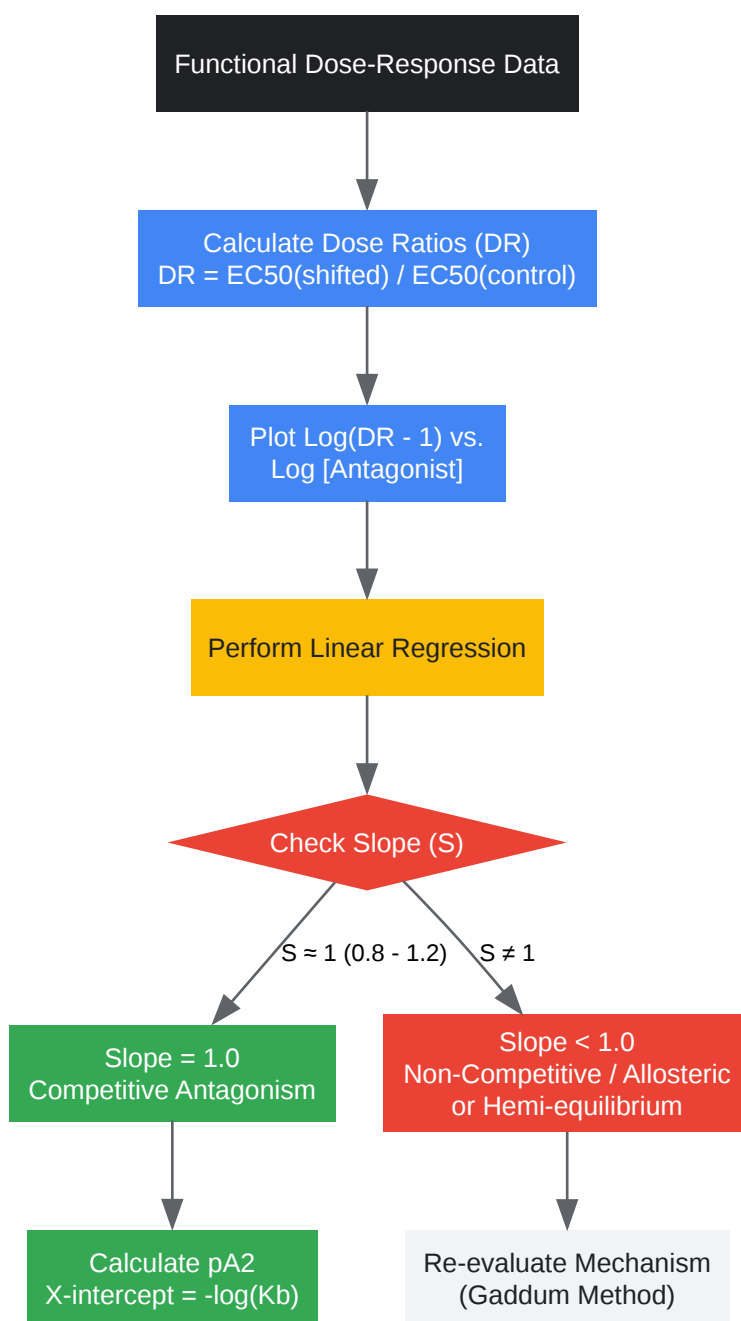 Functional Dose-Response Data
Calculate Dose Ratios (DR)
DR = EC50(shifted) / EC50(control)
Plot Log(DR - 1) vs.
Log [Antagonist]
Perform Linear Regression
Check Slope (S)
S ≈ 1 (0.8 - 1.2)
S ≠ 1
Slope = 1.0
Competitive Antagonism
Slope < 1.0
Non-Competitive / Allosteric
or Hemi-equilibrium
Calculate pA2
X-intercept = -log(Kb)
Re-evaluate Mechanism
(Gaddum Method)